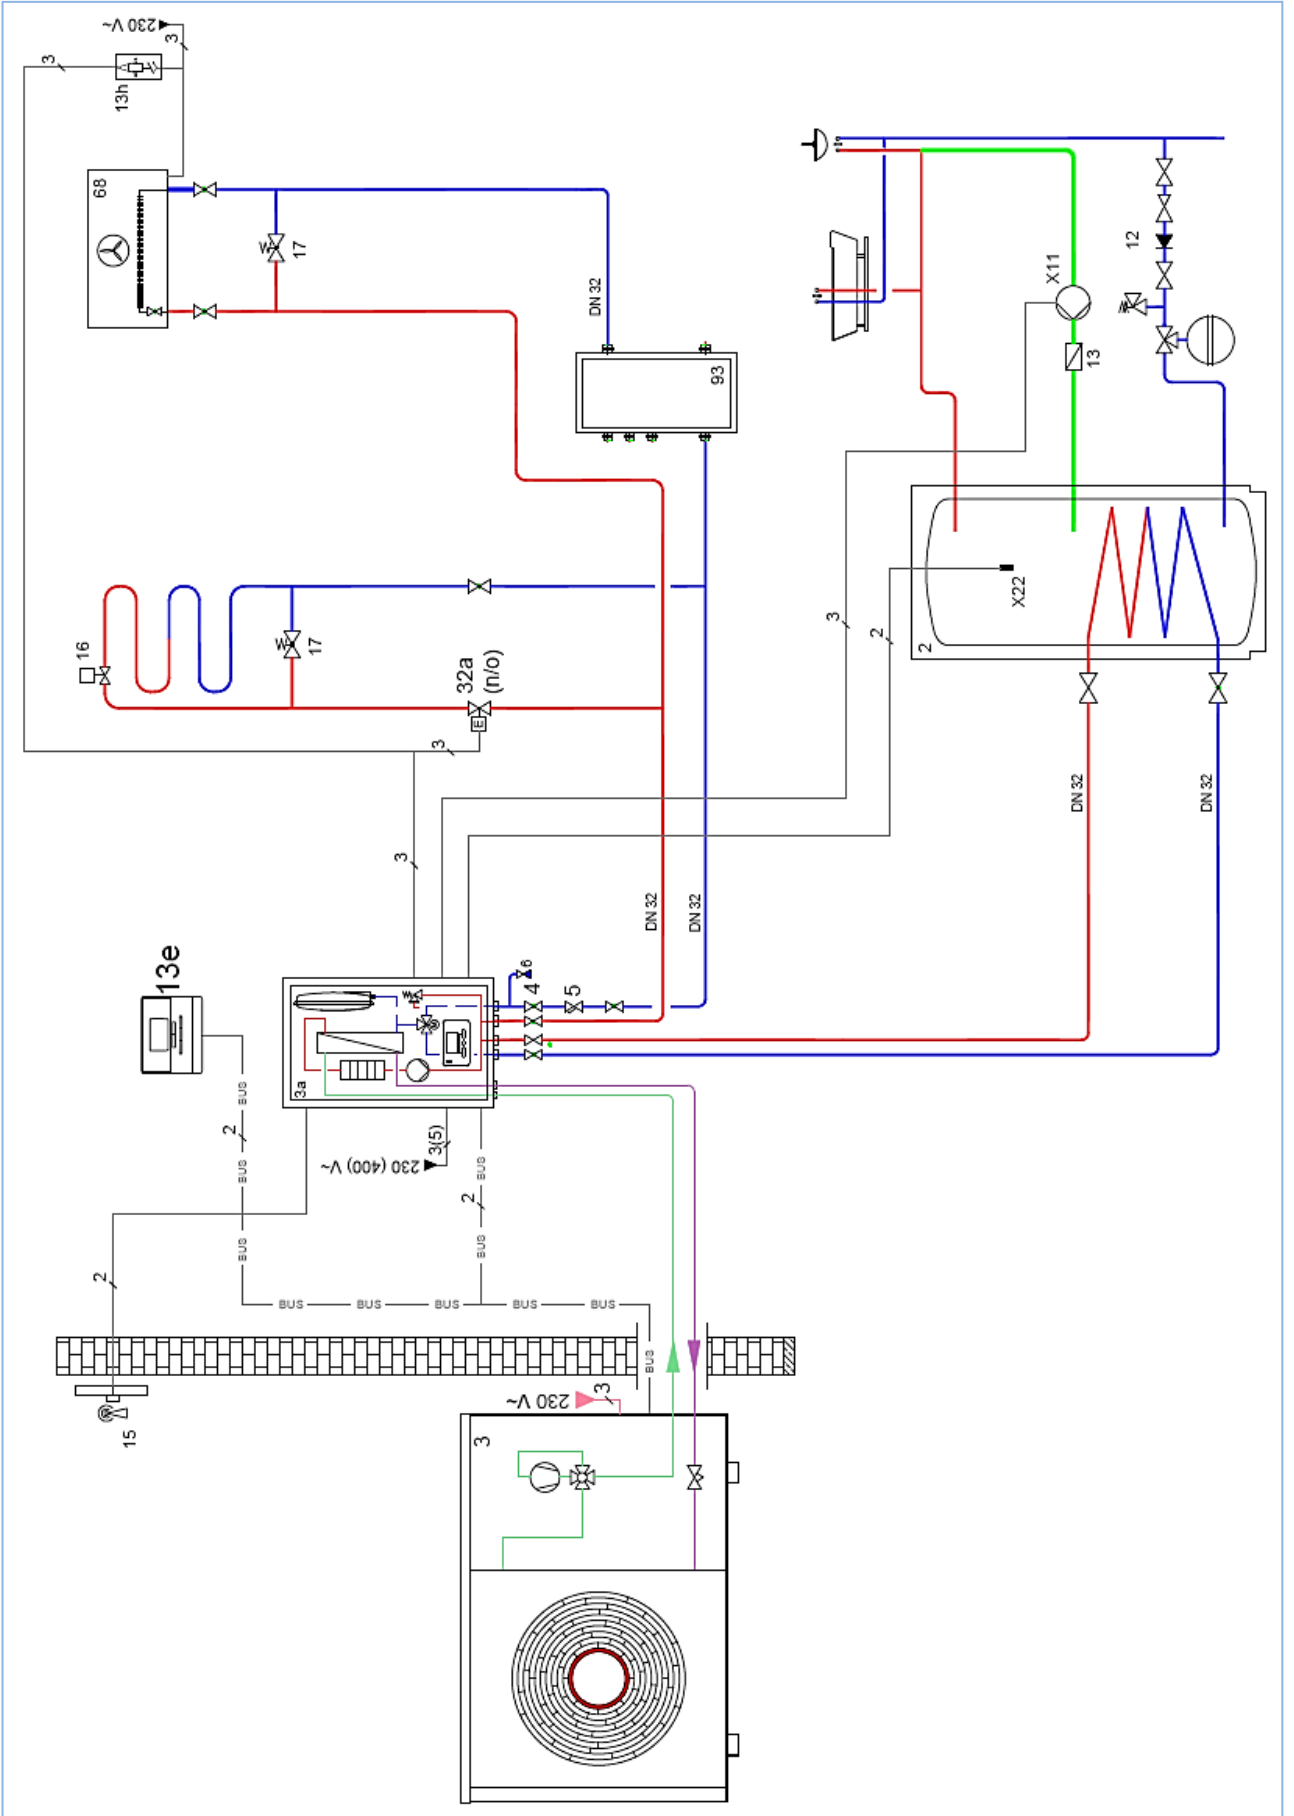 230 V~
3
3
13h
68
17
DN 32
93
12
X11
13
16
17
32a
(n/o)
3
3
2
X22
2
DN 32
DN 32
3
DN 32
DN 32
13e
6
4
5
3a
BUS
2
BUS
BUS
230 (400) V~
3(5)
BUS
2
BUS
2
BUS
BUS
BUS
BUS
BUS
BUS
15
230 V~
3
3
E